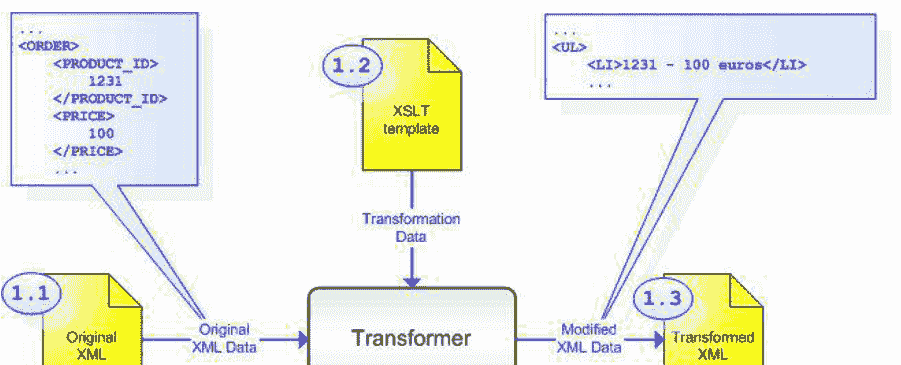 ...
<ORDER>
<PRODUCT_ID>
1231
</PRODUCT_ID>
<PRICE>
100
</PRICE>
...
1.2
XSLT
template
...
<UL>
<LI>1231 - 100 euros</LI>
...
Transformation
Data
1.1
Original
XML
Original
XML Data
Transformer
Modified
XML Data
1.3
Transformed
XML